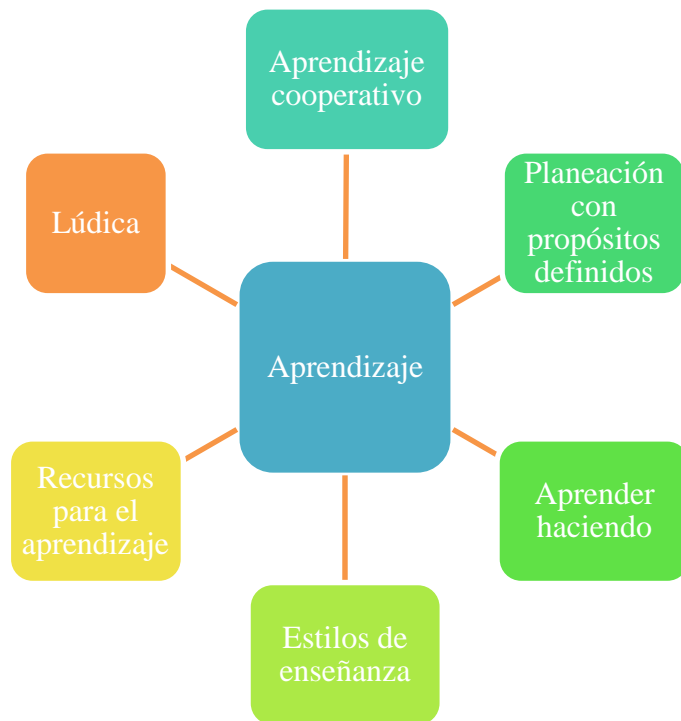 Aprendizaje
cooperativo
Planeación
con
propósitos
definidos
Lúdica
Aprendizaje
Recursos
para el
aprendizaje
Aprender
haciendo
Estilos de
enseñanza